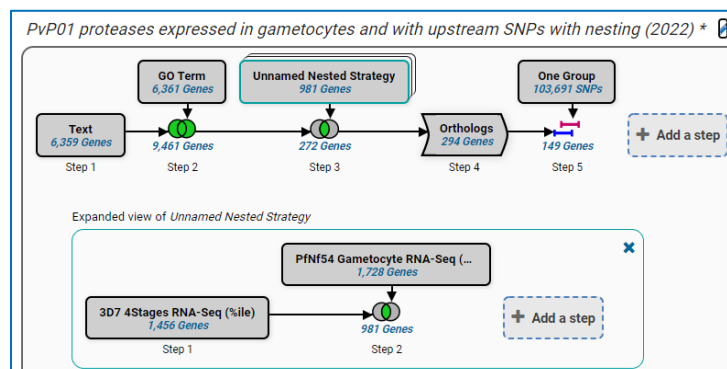 PvP01 proteases expressed in gametocytes and with upstream SNPs with nesting (2022) *
GO Term
6,361 Genes
Unnamed Nested Strategy
981 Genes
One Group
103,691 SNPs
Text
6,359 Genes
9,461 Genes
272 Genes
Orthologs
294 Genes
149 Genes
+ Add a step
Step 1
Step 2
Step 3
Step 4
Step 5
Expanded view of Unnamed Nested Strategy
PfNf54 Gametocyte RNA-Seq (...
1,728 Genes
3D7 4Stages RNA-Seq (%ile)
1,456 Genes
981 Genes
+ Add a step
Step 1
Step 2